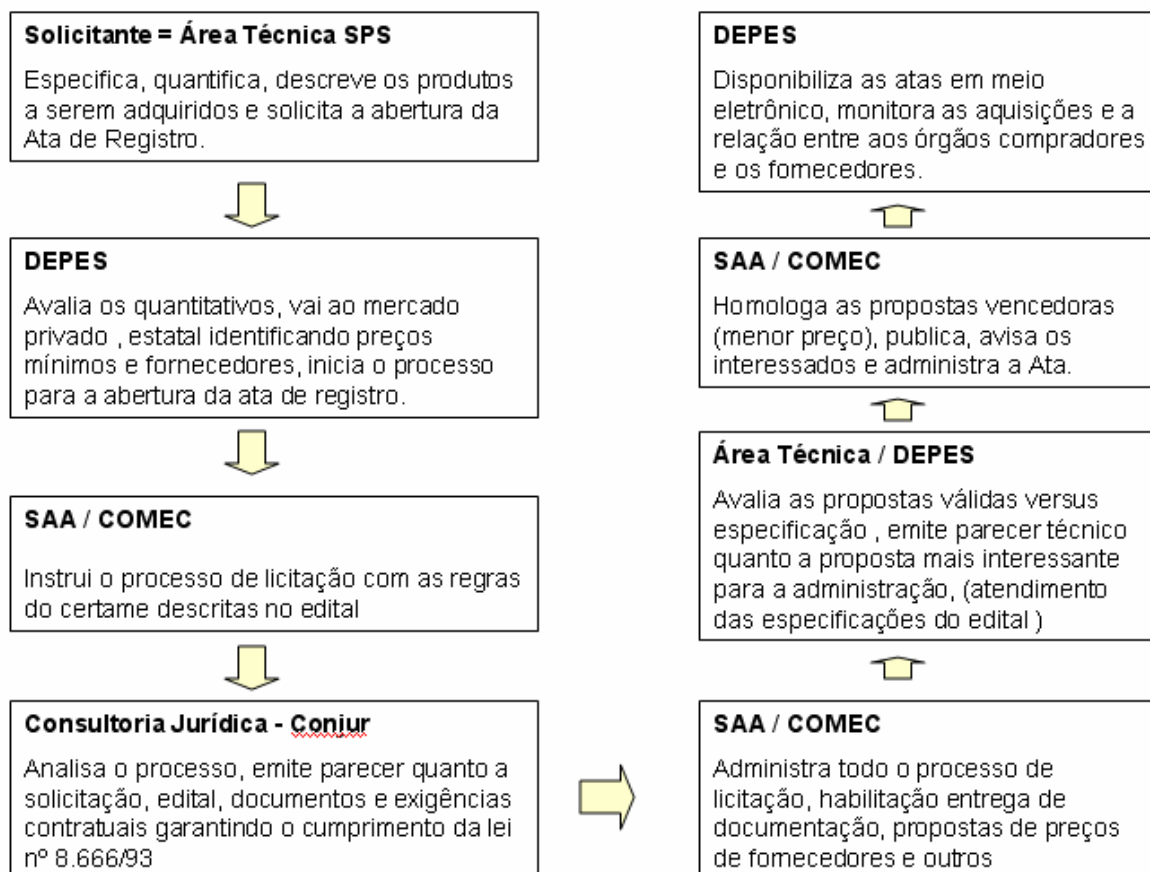 Solicitante = Área Técnica SPS
Especifica, quantifica, descreve os produtos
a serem adquiridos e solicita a abertura da
Ata de Registro.
DEPES
Avalia os quantitativos, vai ao mercado
privado , estatal identificando preços
mínimos e fornecedores, inicia o processo
para a abertura da ata de registro.
SAA / COMEC
Instrui o processo de licitação com as regras
do certame descritas no edital
Consultoria Jurídica - Conjur
Analisa o processo, emite parecer quanto a
solicitação, edital, documentos e exigências
contratuais garantindo o cumprimento da lei
nº 8.666/93
SAA / COMEC
Administra todo o processo de
licitação, habilitação entrega de
documentação, propostas de preços
de fornecedores e outros
Área Técnica / DEPES
Avalia as propostas válidas versus
especificação , emite parecer técnico
quanto a proposta mais interessante
para a administração, (atendimento
das especificações do edital )
SAA / COMEC
Homologa as propostas vencedoras
(menor preço), publica, avisa os
interessados e administra a Ata.
DEPES
Disponibiliza as atas em meio
eletrônico, monitora as aquisições e a
relação entre aos órgãos compradores
e os fornecedores.